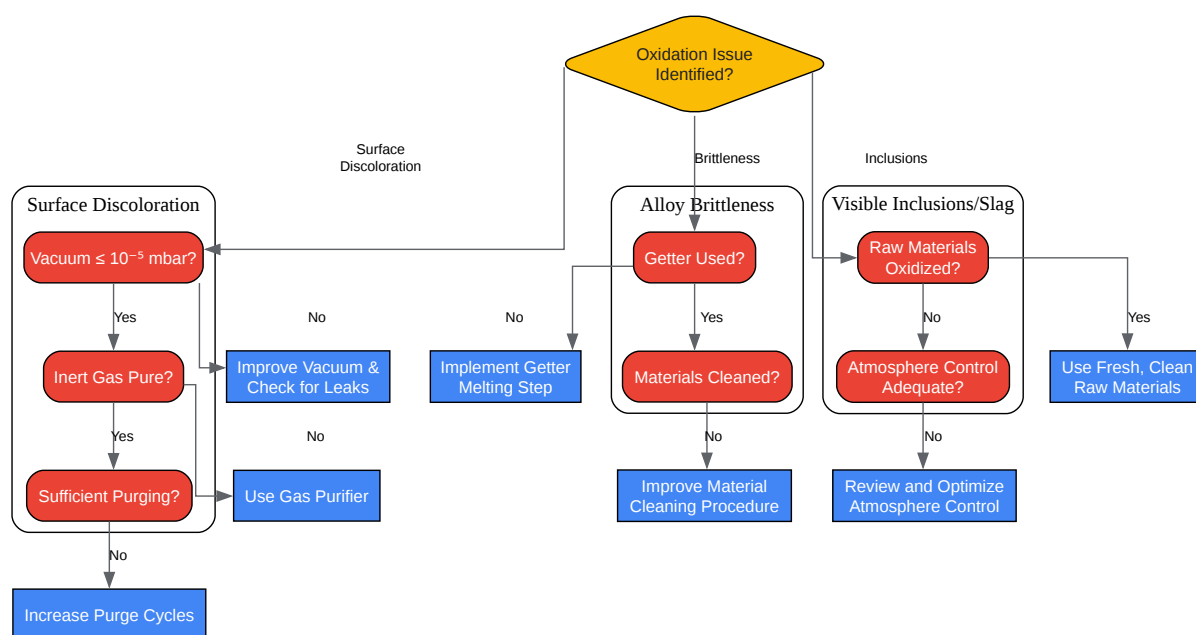 Oxidation Issue
Identified?
Surface
Discoloration
Brittleness
Inclusions
Surface Discoloration
Alloy Brittleness
Visible Inclusions/Slag
Vacuum ≤ 10⁻⁵ mbar?
Getter Used?
Raw Materials
Oxidized?
Yes
No
No
Yes
No
Yes
Inert Gas Pure?
Improve Vacuum &
Check for Leaks
Implement Getter
Melting Step
Materials Cleaned?
Atmosphere Control
Adequate?
Use Fresh, Clean
Raw Materials
Yes
No
No
No
Sufficient Purging?
Use Gas Purifier
Improve Material
Cleaning Procedure
Review and Optimize
Atmosphere Control
No
Increase Purge Cycles